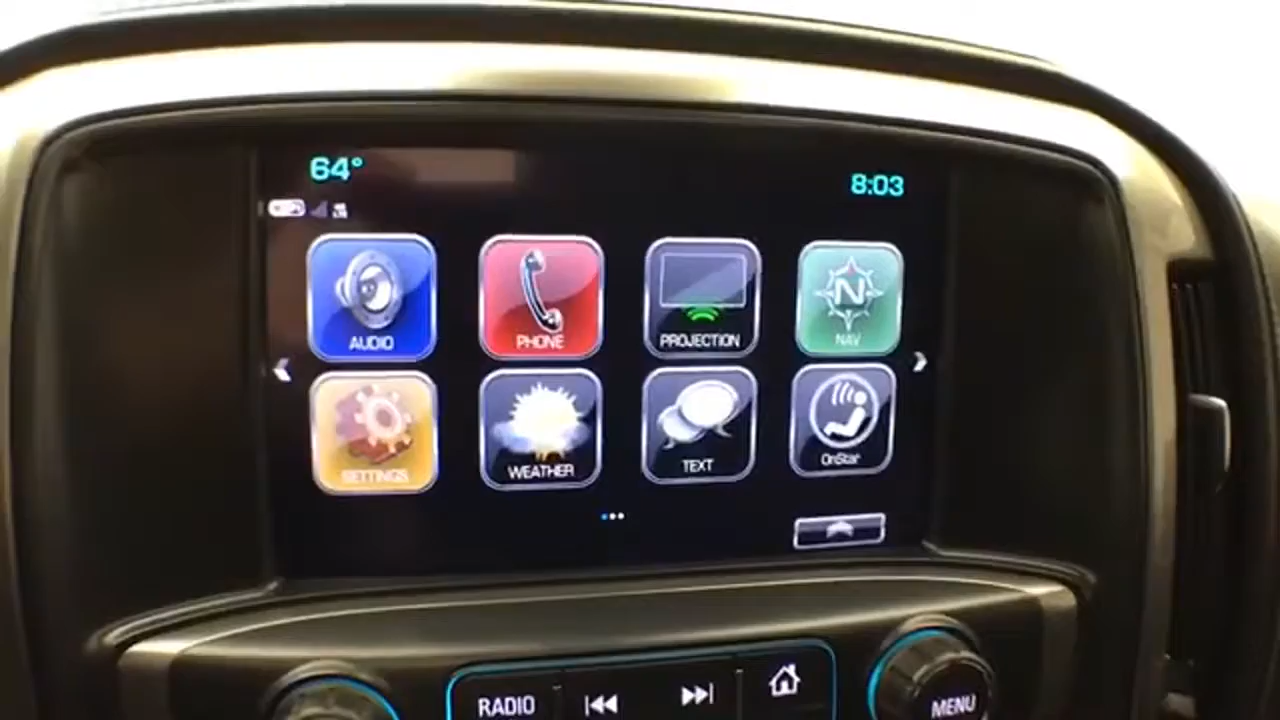 64°
8:03
AUDIO
PHONE
PROJECTION
N
NAV
SETTINGS
WEATHER
TEXT
OnStar
RADIO
MENU